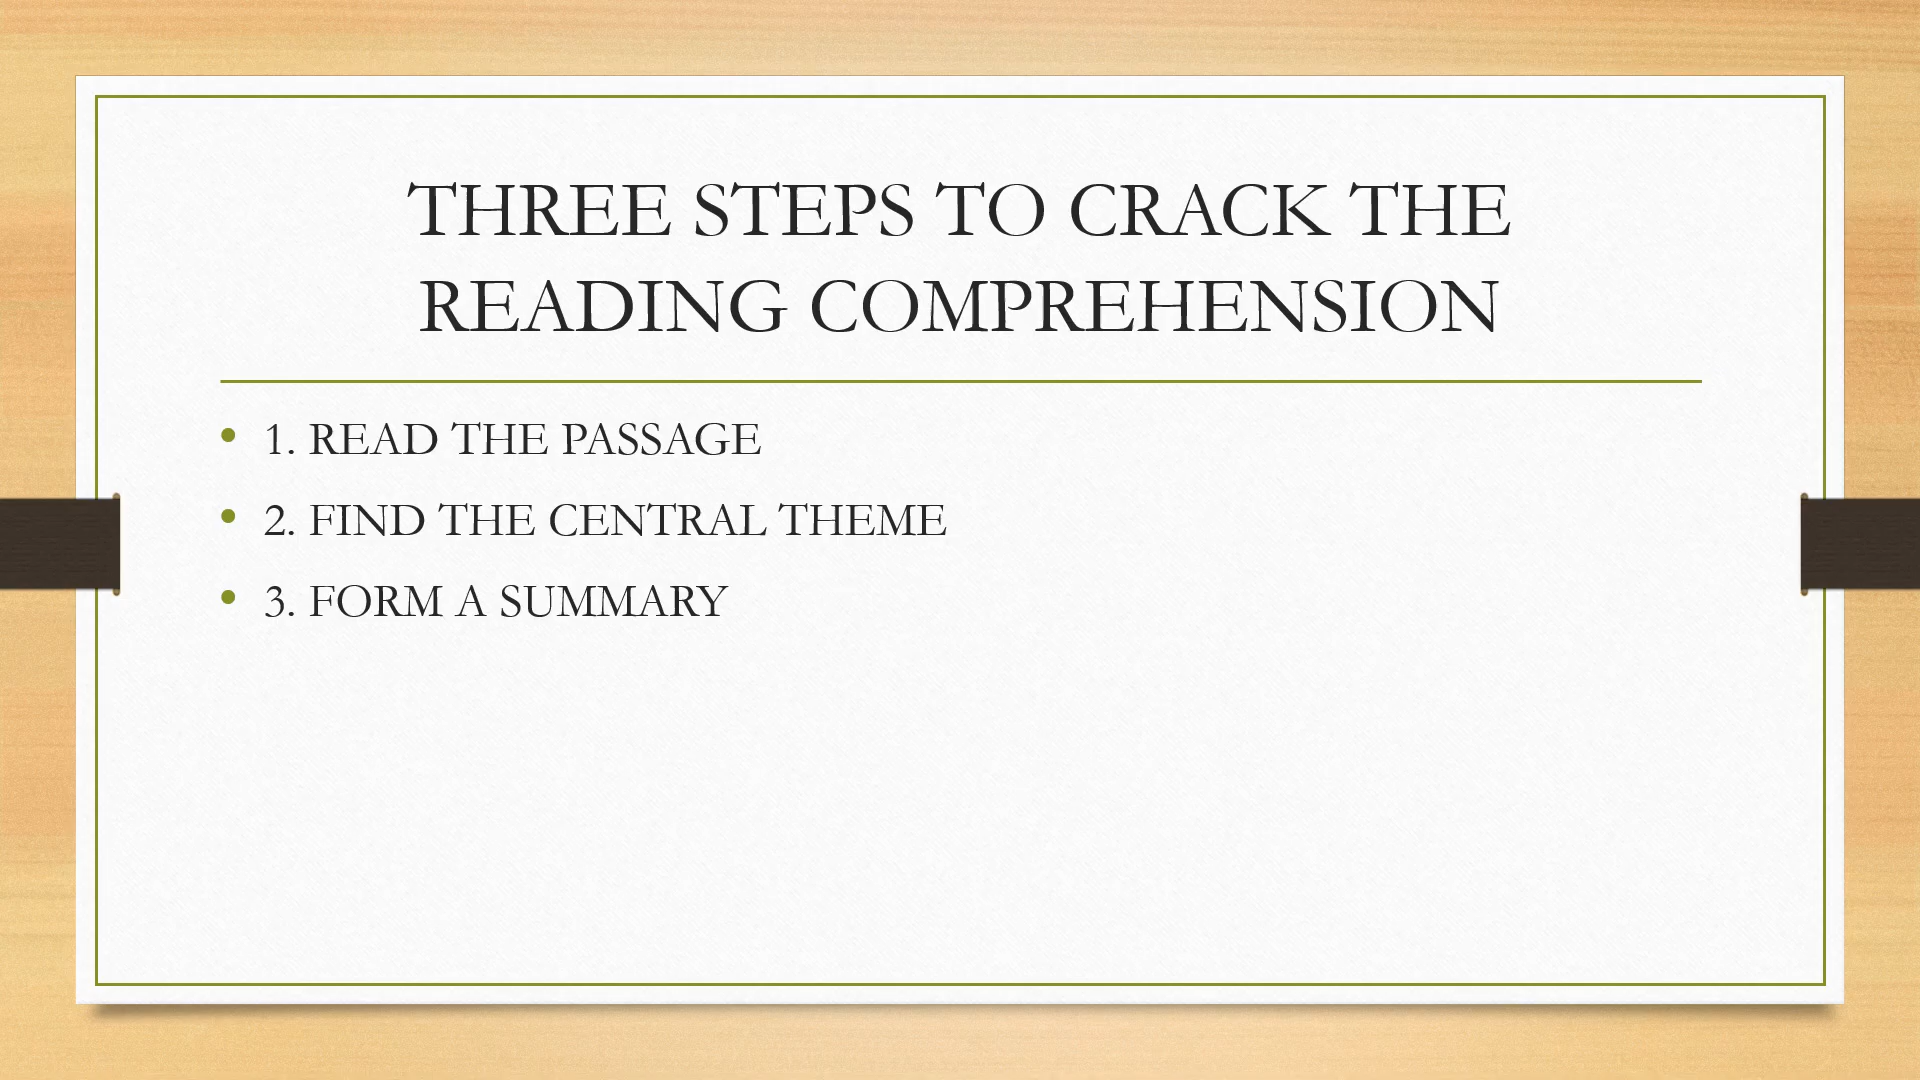 THREE STEPS TO CRACK THE
READING COMPREHENSION
• 1. READ THE PASSAGE
• 2. FIND THE CENTRAL THEME
• 3. FORM A SUMMARY